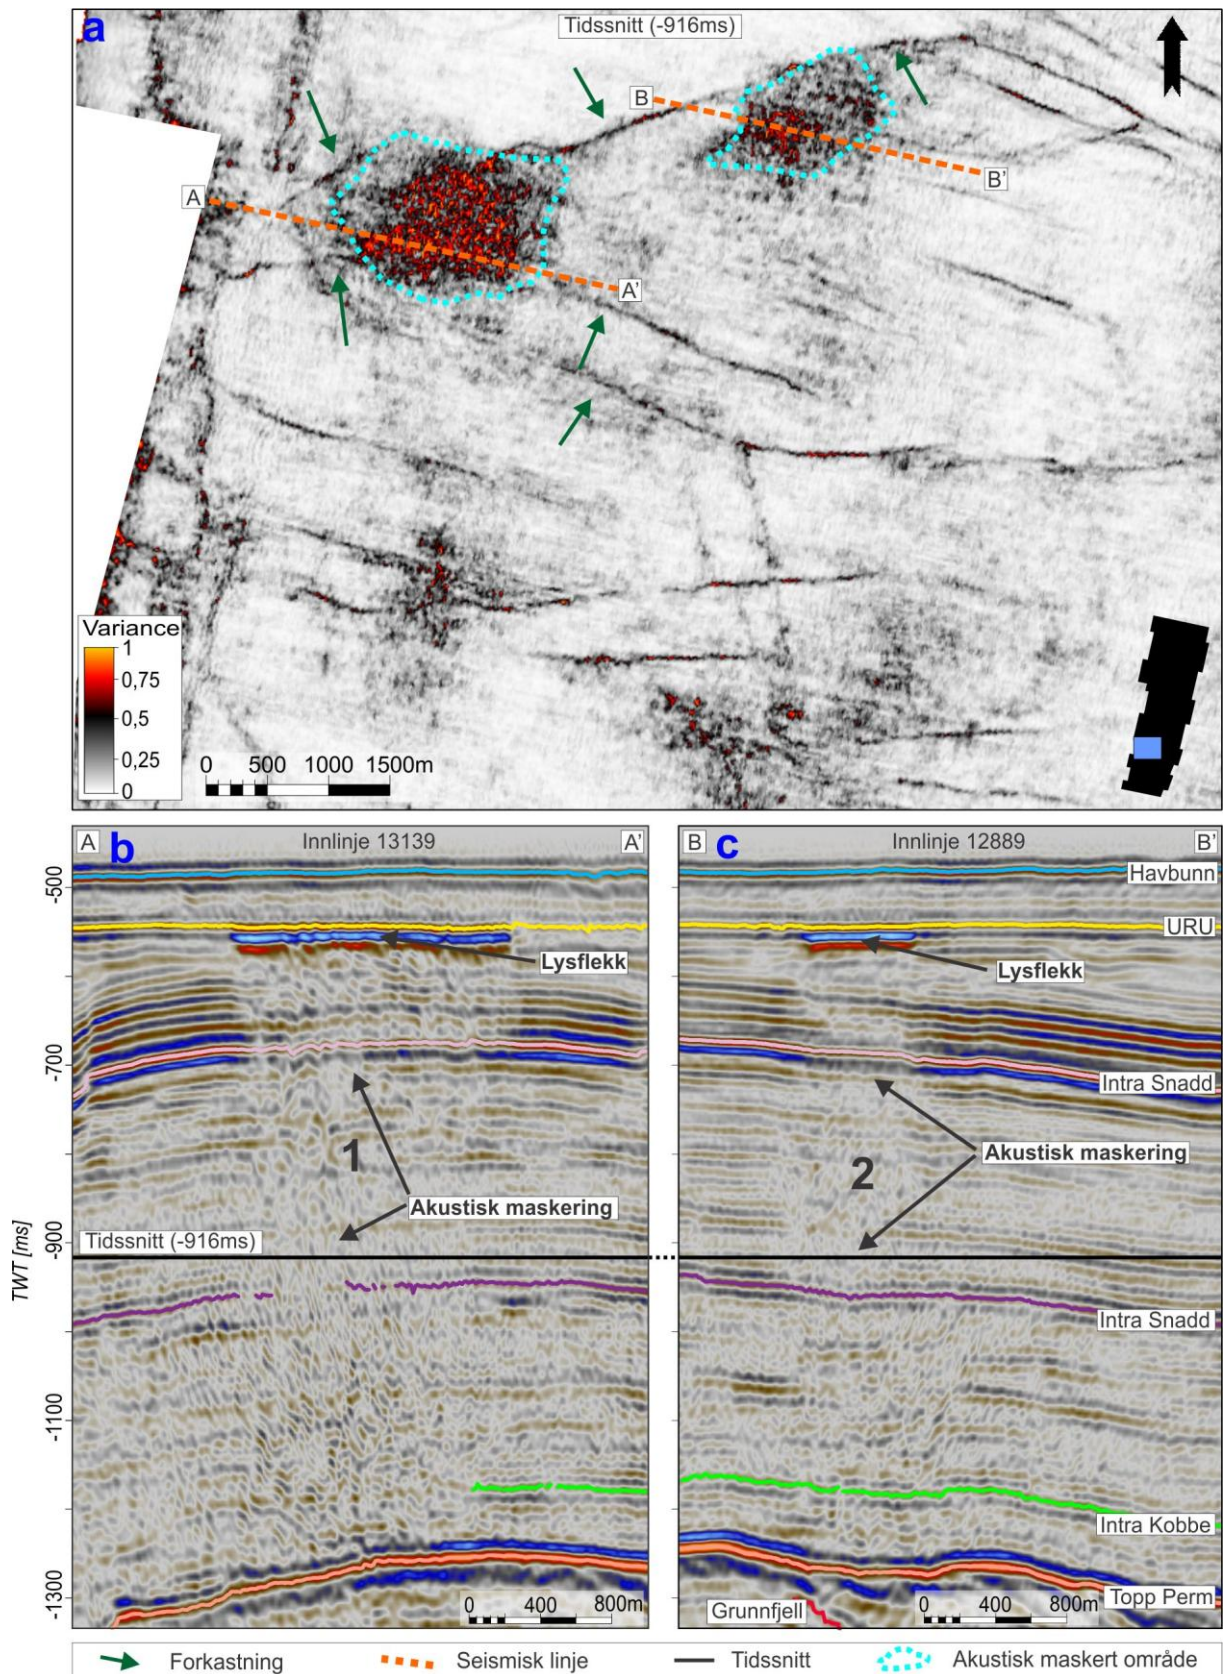 a
Tidssnitt (-916ms)
B
B'
A
A'
Variance
1
0,75
0,5
0,25
0
0 500 1000 1500m
A b Innlinje 13139 A'
B c Innlinje 12889 B'
-500
Havbunn
URU
Lysflekk
Lysflekk
-700
Intra Snadd
1
Akustisk maskering
2
Akustisk maskering
-900
Tidssnitt (-916ms)
TWT [ms]
Intra Snadd
-1100
Intra Kobbe
-1300
0 400 800m
Grunnfjell
0 400 800m
Topp Perm
Forkastning
Seismisk linje
Tidssnitt
Akustisk maskert område